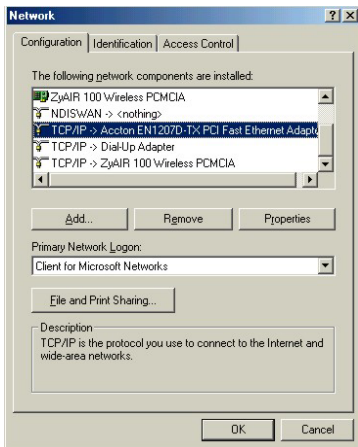 Network
Configuration Identification Access Control
The following network components are installed:
ZyAIR 100 Wireless PCMCIA
NDISWAN -> <nothing>
TCP/IP -> Accton EN1207D-TX PCI Fast Ethernet Adapte
TCP/IP -> Dial-Up Adapter
TCP/IP -> ZyAIR 100 Wireless PCMCIA
Add... Remove Properties
Primary Network Logon:
Client for Microsoft Networks
File and Print Sharing...
Description
TCP/IP is the protocol you use to connect to the Internet and
wide-area networks.
OK Cancel